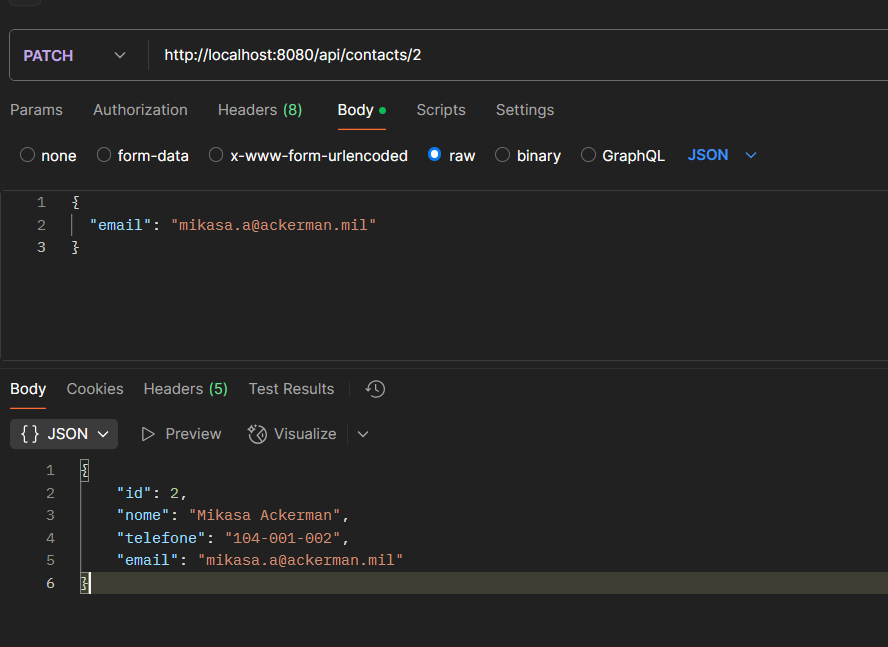 PATCH http://localhost:8080/api/contacts/2
Params Authorization Headers (8) Body Scripts Settings
none form-data x-www-form-urlencoded raw binary GraphQL JSON
1 {
2 "email": "mikasa.a@ackerman.mil"
3 }
Body Cookies Headers (5) Test Results
{} JSON Preview Visualize
1 {
2 "id": 2,
3 "nome": "Mikasa Ackerman",
4 "telefone": "104-001-002",
5 "email": "mikasa.a@ackerman.mil"
6 }